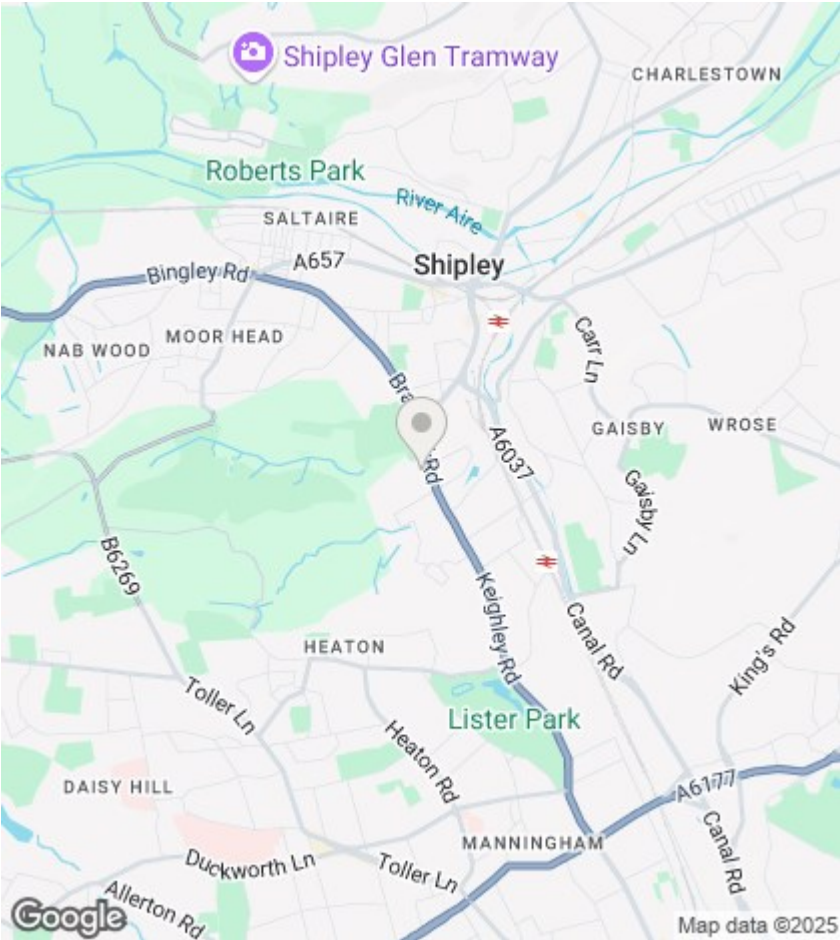 Shipley Glen Tramway
CHARLESTOWN
Roberts Park
River Aire
SALTAIRE
A657
Shipley
Bingley Rd
MOOR HEAD
NAB WOOD
Carr Ln
Bra
Rd
A6037
GAISBY
WROSE
Gaisby Ln
B6269
Keighley Rd
Canal Rd
King's Rd
HEATON
Toller Ln
Lister Park
Heaton Rd
DAISY HILL
A6177
MANNINGHAM
Canal Rd
Duckworth Ln
Toller Ln
Allerton Rd
Google
Map data ©2025